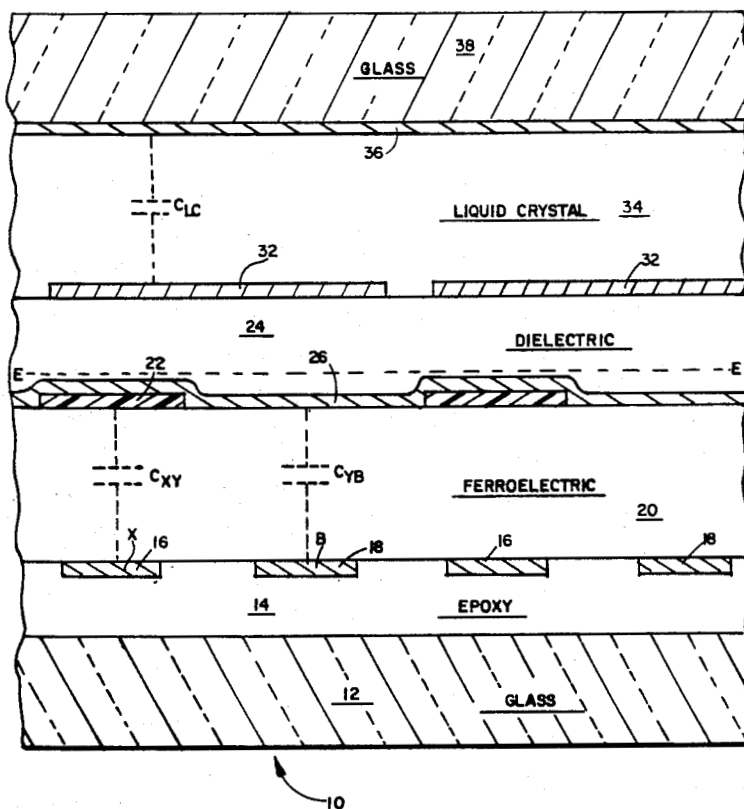 38
GLASS
36
C_LC
LIQUID CRYSTAL 34
32 32
24 DIELECTRIC
E E
22 26
C_XY C_YB
FERROELECTRIC
20
X 16 B 18 16 18
14 EPOXY
12 GLASS
10